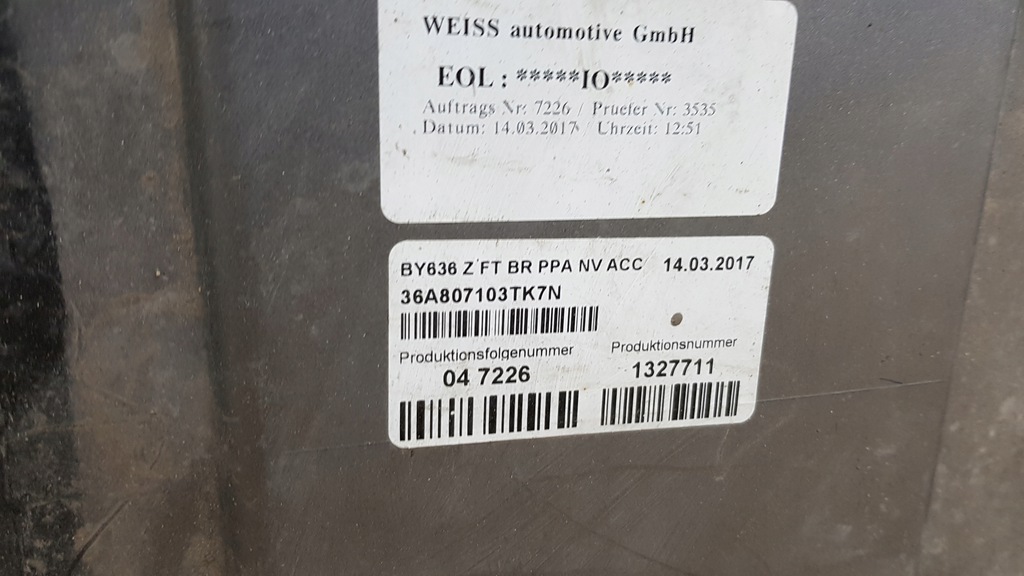 WEISS automotive GmbH
EOL : *****IO*****
Auftrags Nr: 7226 / Pruefer Nr: 3535
Datum: 14.03.2017 / Uhrzeit: 12:51
BY636 Z FT BR PPA NV ACC 14.03.2017
36A807103TK7N
Produktionsfolgenummer Produktionsnummer
04 7226 1327711